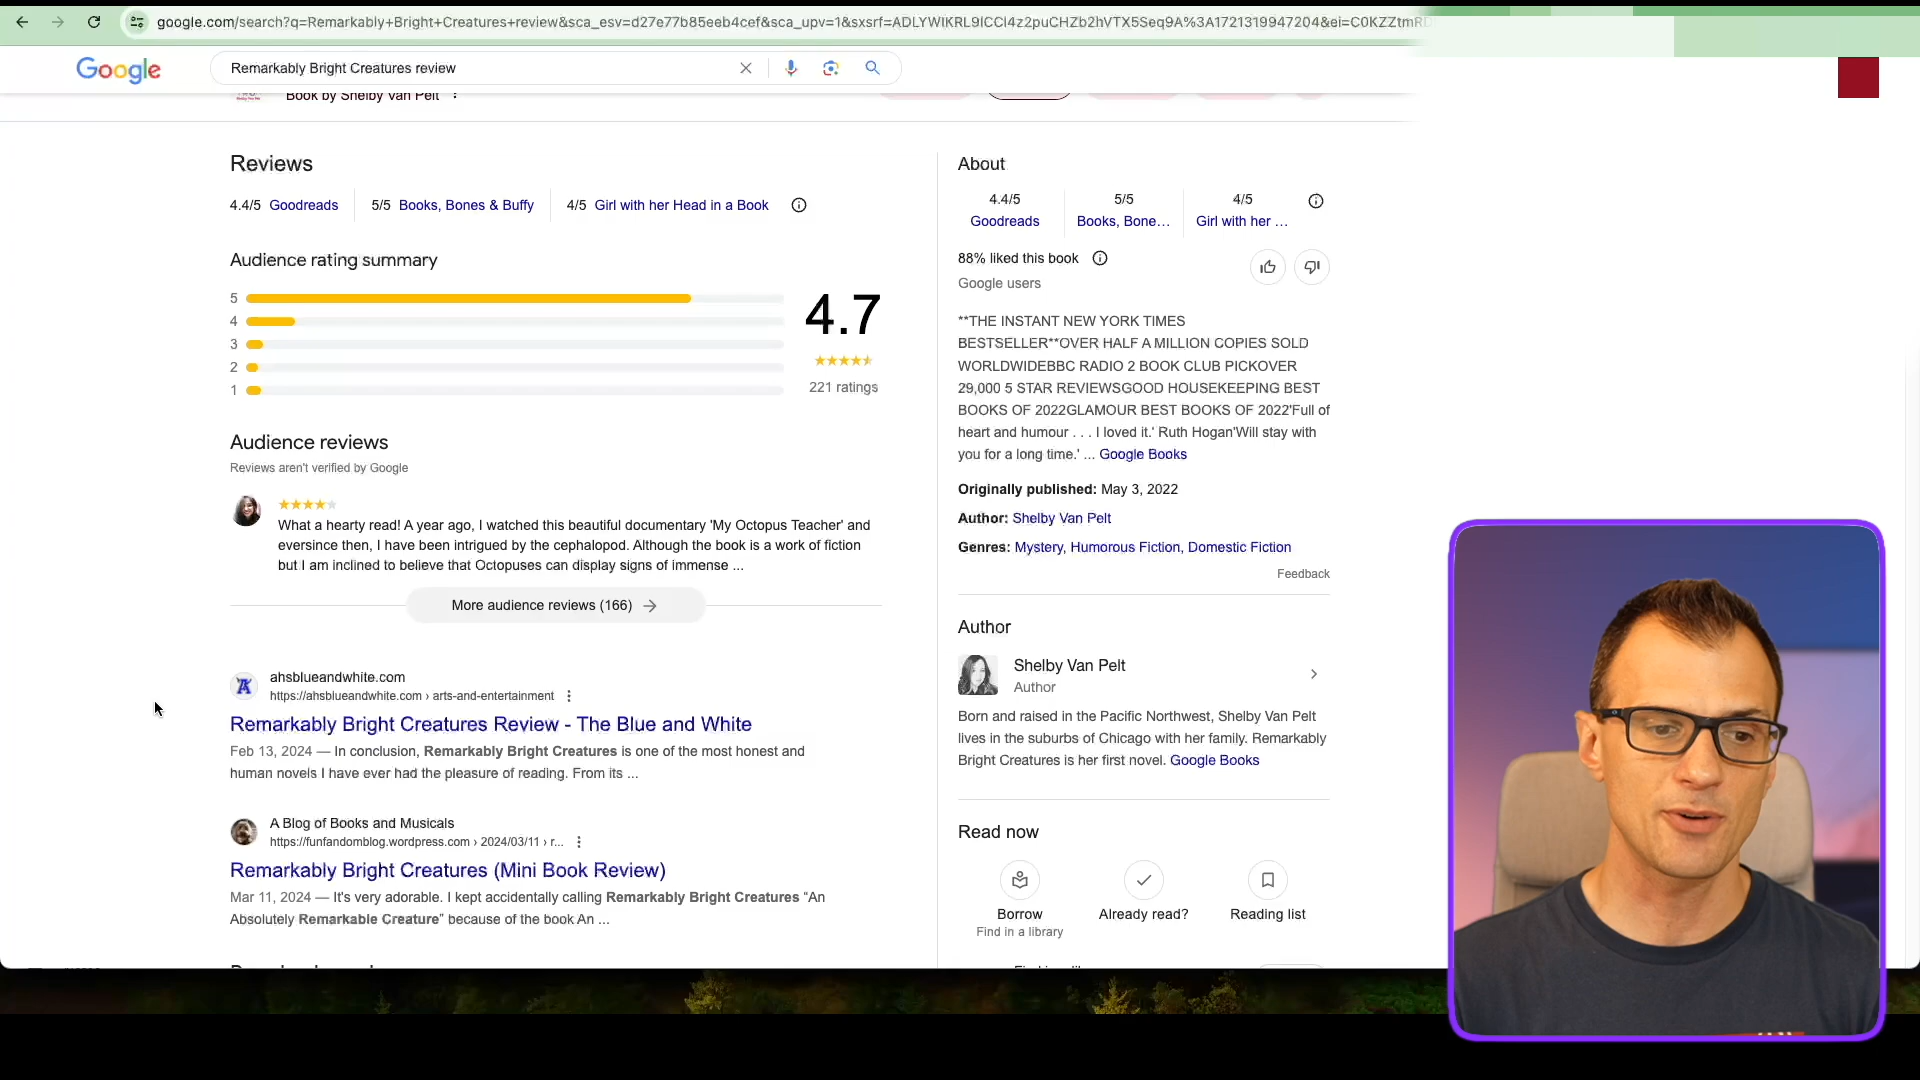 google.com/search?q=Remarkably+Bright+Creatures+review&sca_esv=d27e77b85eeb4cef&sca_upv=1&sxsrf=ADLYWIKRL9ICCI4z2puCHZb2hVTX5Seq9A%3A1721319947204&ei=C0KZZtmRD
Google
Remarkably Bright Creatures review
Book by Shelby Van Pelt
Reviews
4.4/5 Goodreads
5/5 Books, Bones & Buffy
4/5 Girl with her Head in a Book
Audience rating summary
5
4
3
2
1
4.7
221 ratings
Audience reviews
Reviews aren't verified by Google
What a hearty read! A year ago, I watched this beautiful documentary 'My Octopus Teacher' and
eversince then, I have been intrigued by the cephalopod. Although the book is a work of fiction
but I am inclined to believe that Octopuses can display signs of immense ...
More audience reviews (166)
ahsblueandwhite.com
https://ahsblueandwhite.com › arts-and-entertainment
Remarkably Bright Creatures Review - The Blue and White
Feb 13, 2024 — In conclusion, Remarkably Bright Creatures is one of the most honest and
human novels I have ever had the pleasure of reading. From its ...
A Blog of Books and Musicals
https://funfandomblog.wordpress.com › 2024/03/11 › r...
Remarkably Bright Creatures (Mini Book Review)
Mar 11, 2024 — It's very adorable. I kept accidentally calling Remarkably Bright Creatures “An
Absolutely Remarkable Creature” because of the book An ...
About
4.4/5
Goodreads
5/5
Books, Bone...
4/5
Girl with her ...
88% liked this book
Google users
**THE INSTANT NEW YORK TIMES
BESTSELLER**OVER HALF A MILLION COPIES SOLD
WORLDWIDEBBC RADIO 2 BOOK CLUB PICKOVER
29,000 5 STAR REVIEWSGOOD HOUSEKEEPING BEST
BOOKS OF 2022GLAMOUR BEST BOOKS OF 2022'Full of
heart and humour . . . I loved it.' Ruth Hogan'Will stay with
you for a long time.' ... Google Books
Originally published: May 3, 2022
Author: Shelby Van Pelt
Genres: Mystery, Humorous Fiction, Domestic Fiction
Feedback
Author
Shelby Van Pelt
Author
Born and raised in the Pacific Northwest, Shelby Van Pelt
lives in the suburbs of Chicago with her family. Remarkably
Bright Creatures is her first novel. Google Books
Read now
Borrow
Find in a library
Already read?
Reading list